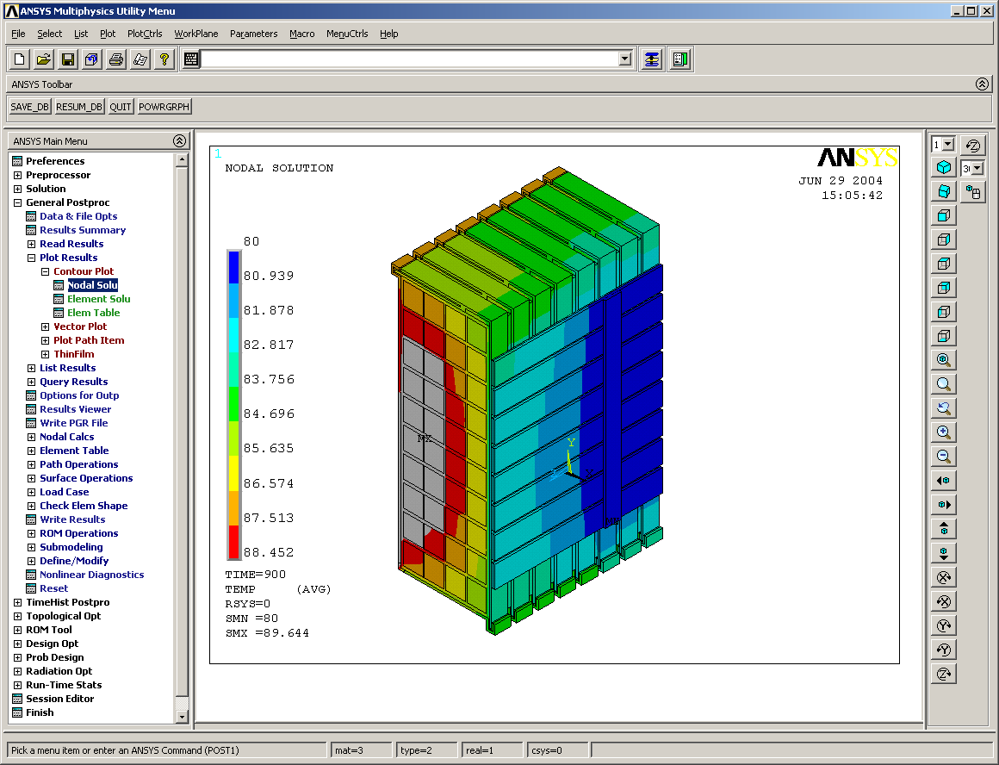 ANSYS Multiphysics Utility Menu
File Select List Plot PlotCtrls WorkPlane Parameters Macro MenuCtrls Help
ANSYS Toolbar
SAVE_DB RESUM_DB QUIT POWRGRPH
ANSYS Main Menu
Preferences
Preprocessor
Solution
General Postproc
Data & File Opts
Results Summary
Read Results
Plot Results
Contour Plot
Nodal Solu
Element Solu
Elem Table
Vector Plot
Plot Path Item
ThinFilm
List Results
Query Results
Options for Outp
Results Viewer
Write PGR File
Nodal Calcs
Element Table
Path Operations
Surface Operations
Load Case
Check Elem Shape
Write Results
ROM Operations
Submodeling
Define/Modify
Nonlinear Diagnostics
Reset
TimeHist Postpro
Topological Opt
ROM Tool
Design Opt
Prob Design
Radiation Opt
Run-Time Stats
Session Editor
Finish
1
NODAL SOLUTION
ANSYS
JUN 29 2004
15:05:42
80
80.939
81.878
82.817
83.756
84.696
85.635
86.574
87.513
88.452
MX
Y
TIME=900
TEMP (AVG)
RSYS=0
SMN =80
SMX =89.644
1
Pick a menu item or enter an ANSYS Command (POST1)
mat=3
type=2
real=1
csys=0